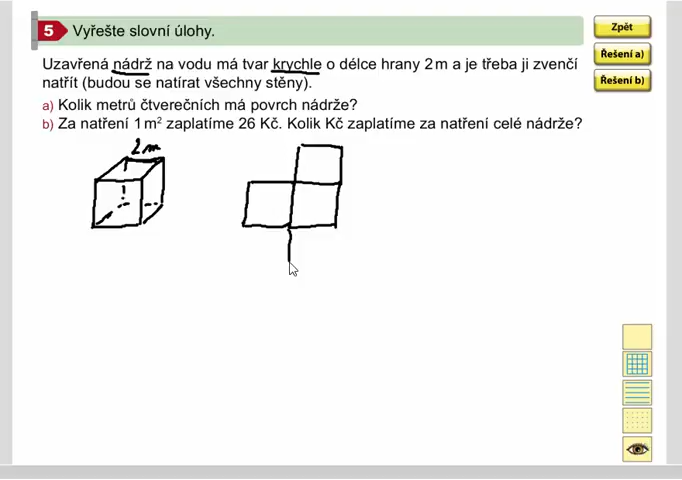 5 Vyřešte slovní úlohy.
Zpět
Řešení a)
Řešení b)
Uzavřená nádrž na vodu má tvar krychle o délce hrany 2 m a je třeba ji zvenčí
natřít (budou se natírat všechny stěny).
a) Kolik metrů čtverečních má povrch nádrže?
b) Za natření 1 m² zaplatíme 26 Kč. Kolik Kč zaplatíme za natření celé nádrže?
2 m